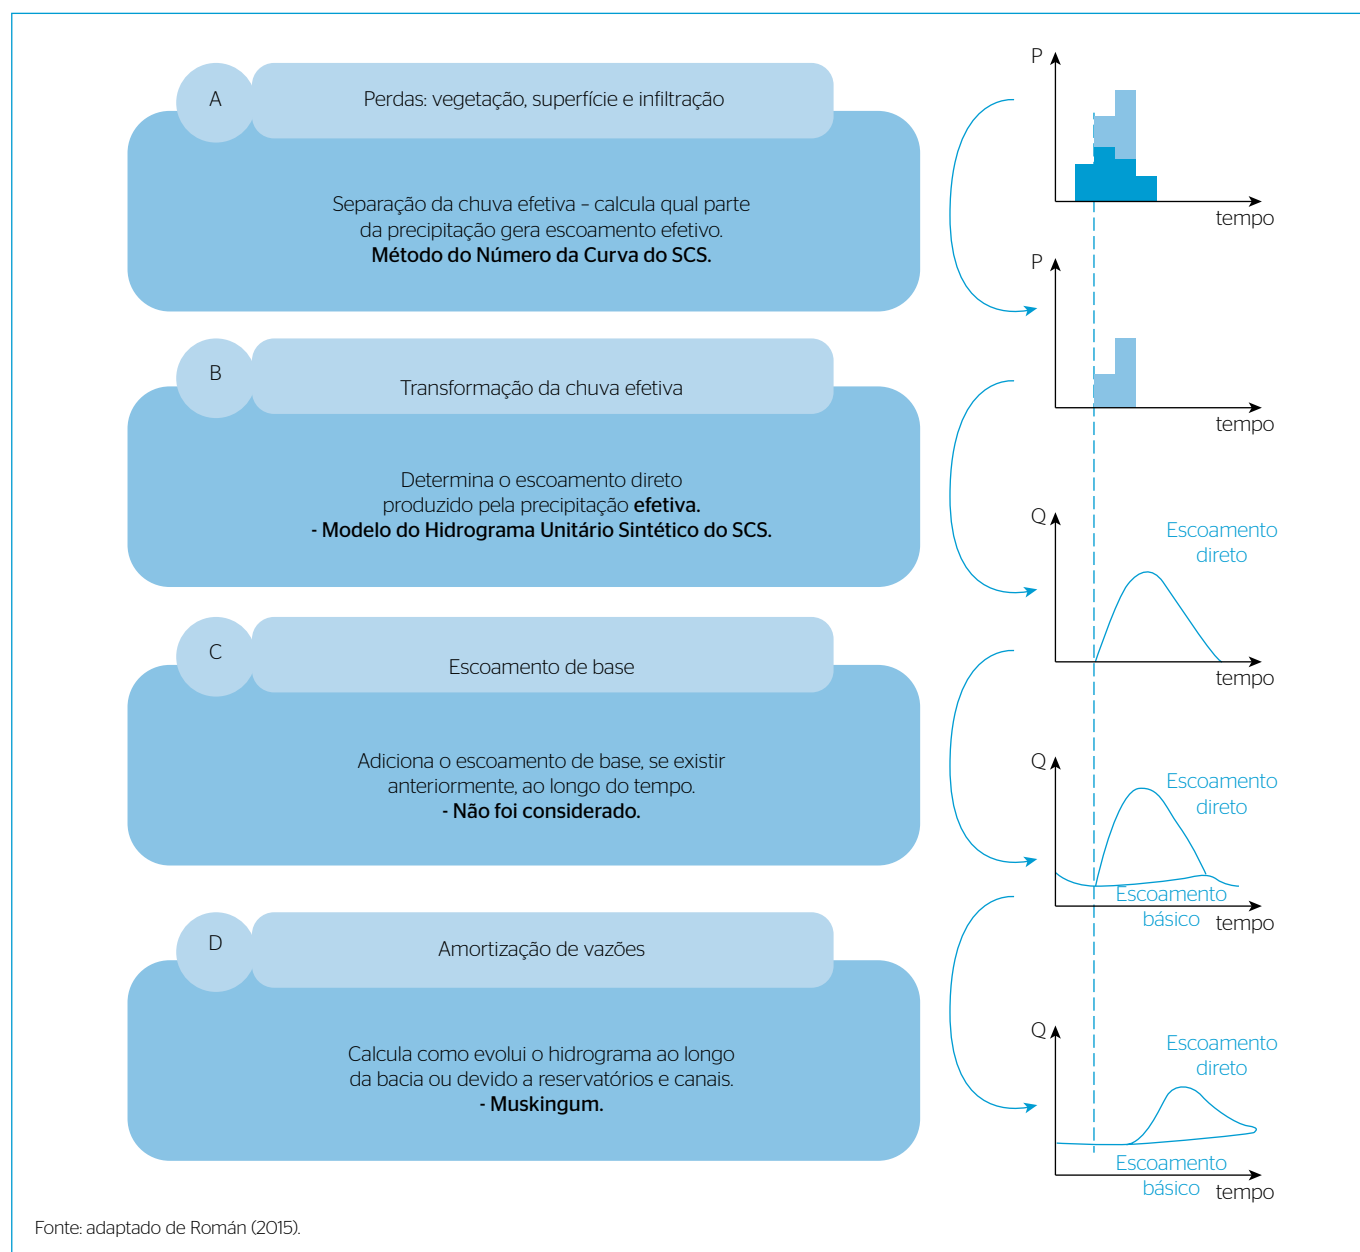 A
Perdas: vegetação, superfície e infiltração
Separação da chuva efetiva – calcula qual parte
da precipitação gera escoamento efetivo.
Método do Número da Curva do SCS.
P
tempo
P
tempo
B
Transformação da chuva efetiva
Determina o escoamento direto
produzido pela precipitação efetiva.
- Modelo do Hidrograma Unitário Sintético do SCS.
Q
Escoamento
direto
tempo
C
Escoamento de base
Adiciona o escoamento de base, se existir
anteriormente, ao longo do tempo.
- Não foi considerado.
Q
Escoamento
direto
Escoamento
básico
tempo
D
Amortização de vazões
Calcula como evolui o hidrograma ao longo
da bacia ou devido a reservatórios e canais.
- Muskingum.
Q
Escoamento
direto
Escoamento
básico
tempo
Fonte: adaptado de Román (2015).